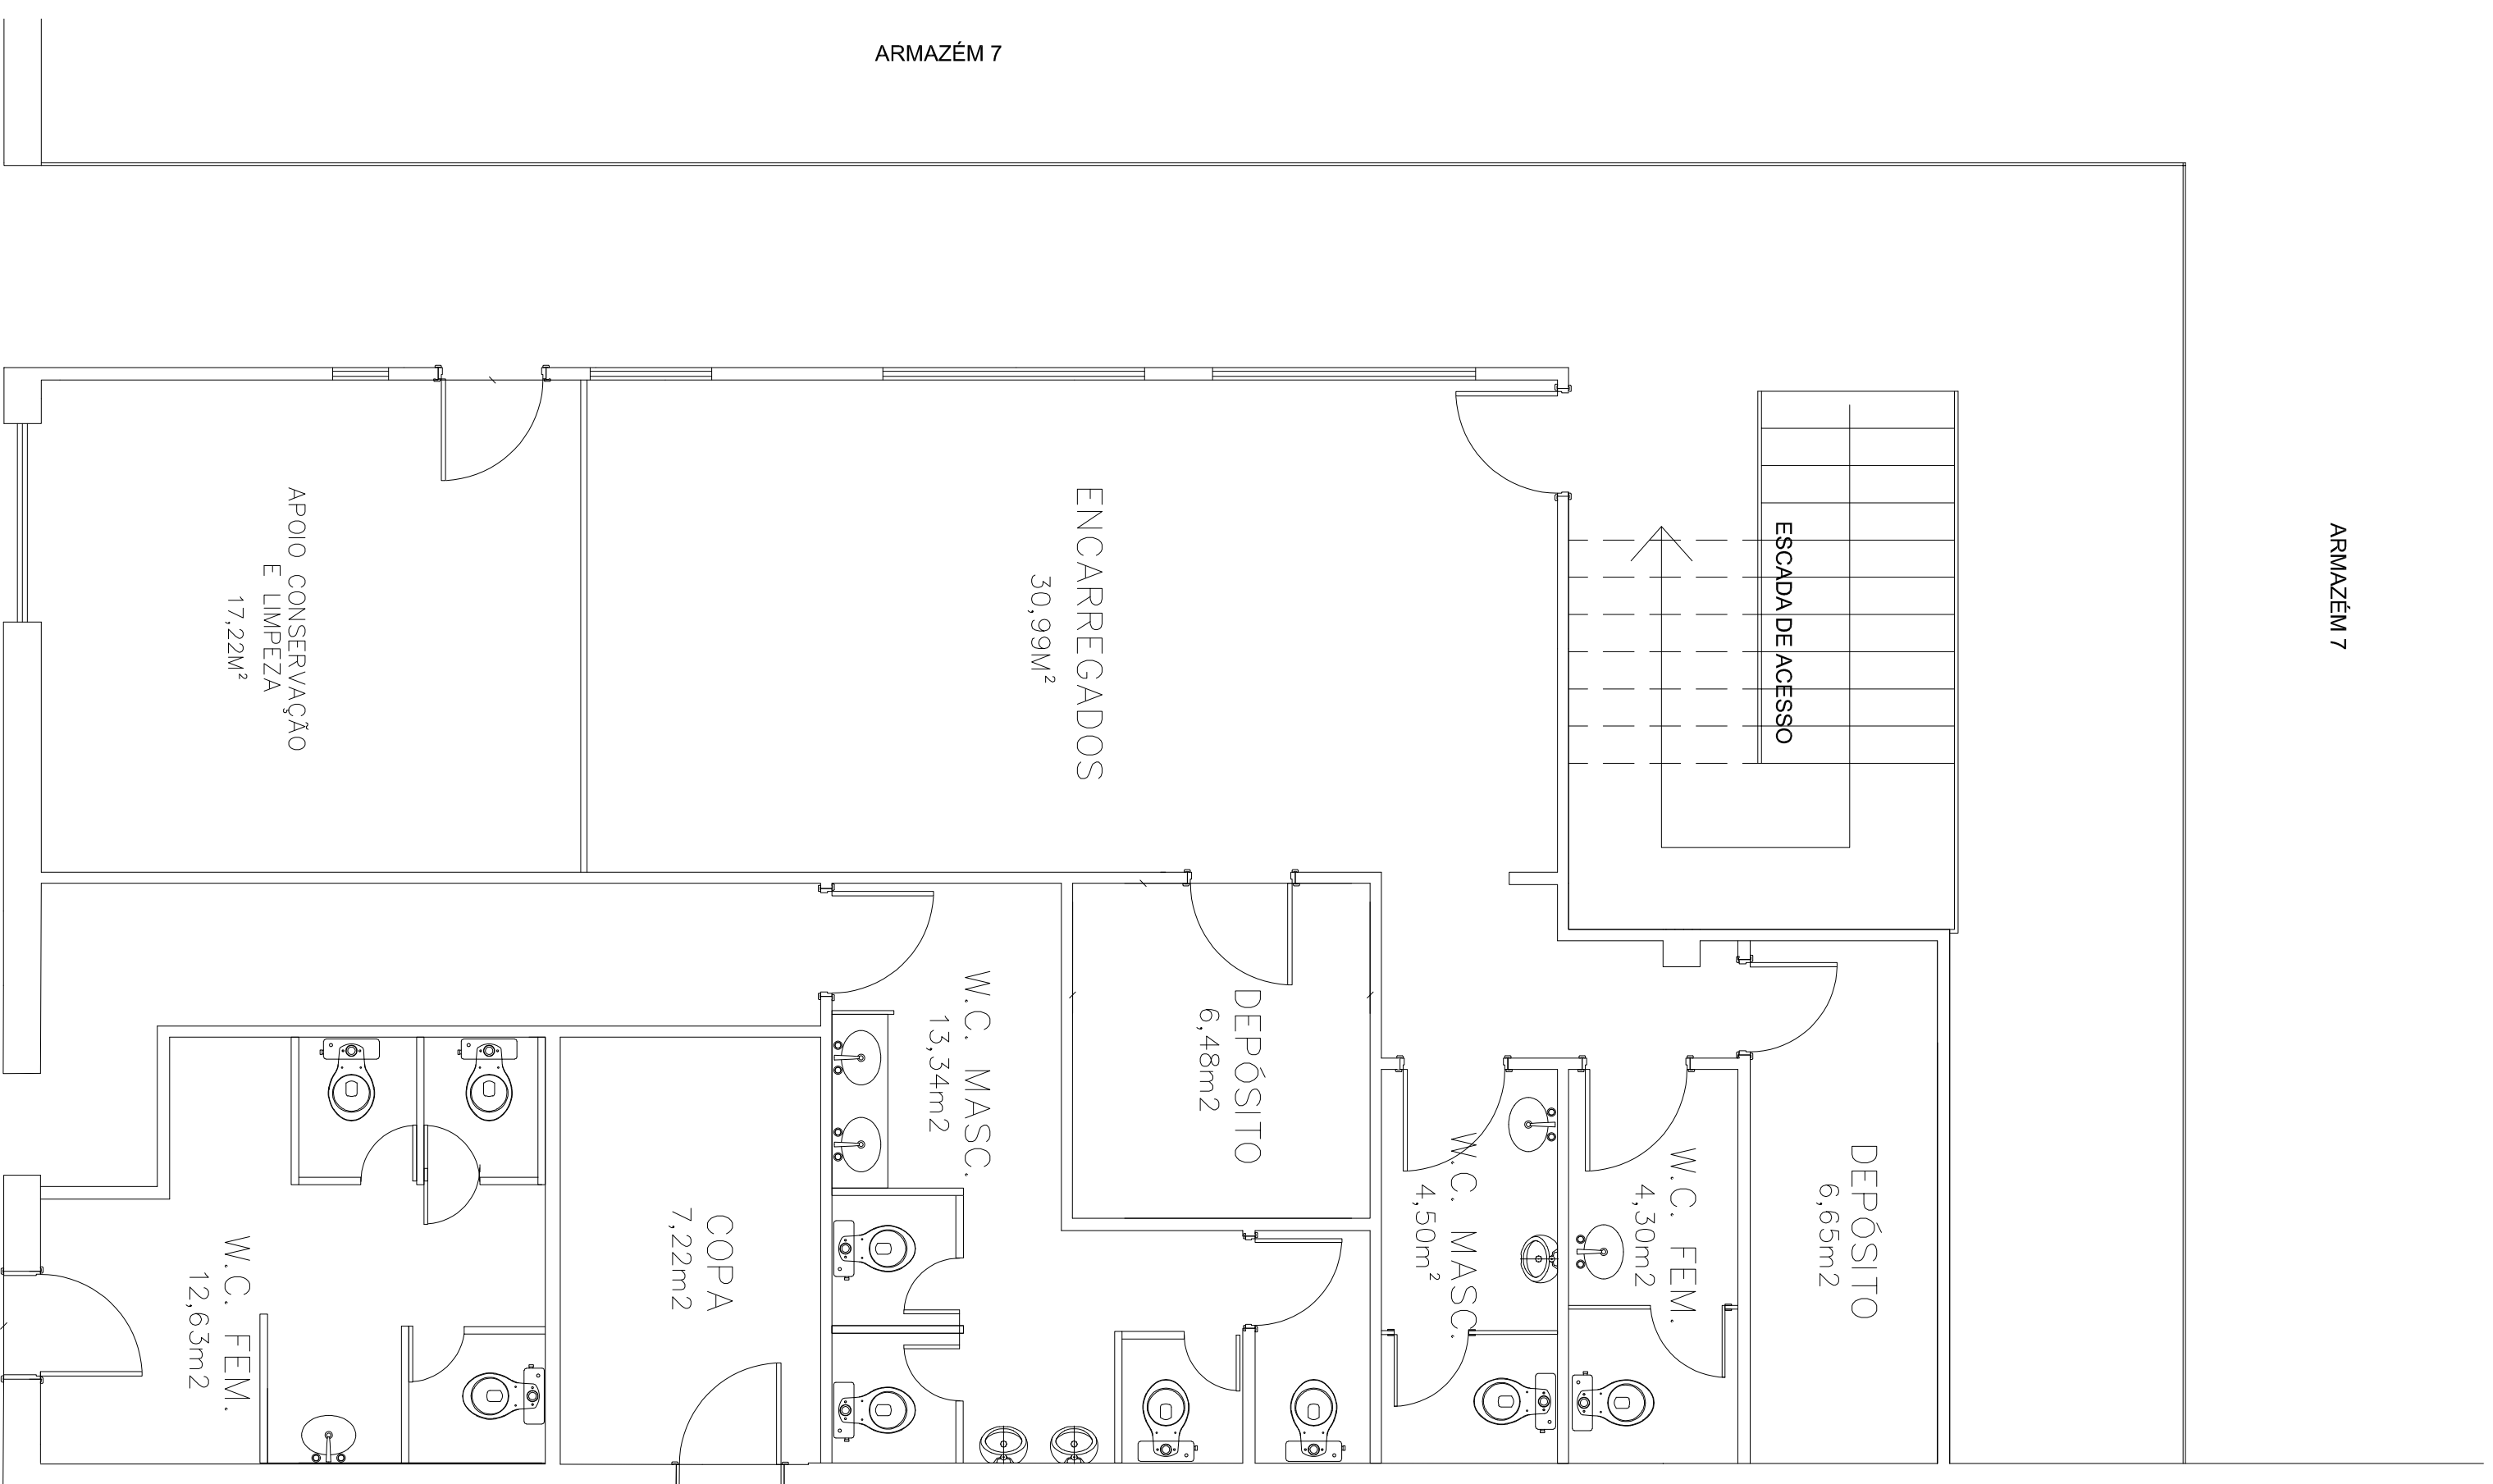 ARMAZÉM 7
ARMAZÉM 7
ESCADA DE ACESSO
ENCARREGADOS
30,99M²
APOIO CONSERVAÇÃO
E LIMPEZA
17,22M²
W.C. MASC.
13,34m2
DEPÓSITO
6,48m2
W.C. MASC.
4,50m²
W.C. FEM.
4,30m2
DEPÓSITO
6,65m2
COPA
7,22m2
W.C. FEM.
12,63m2